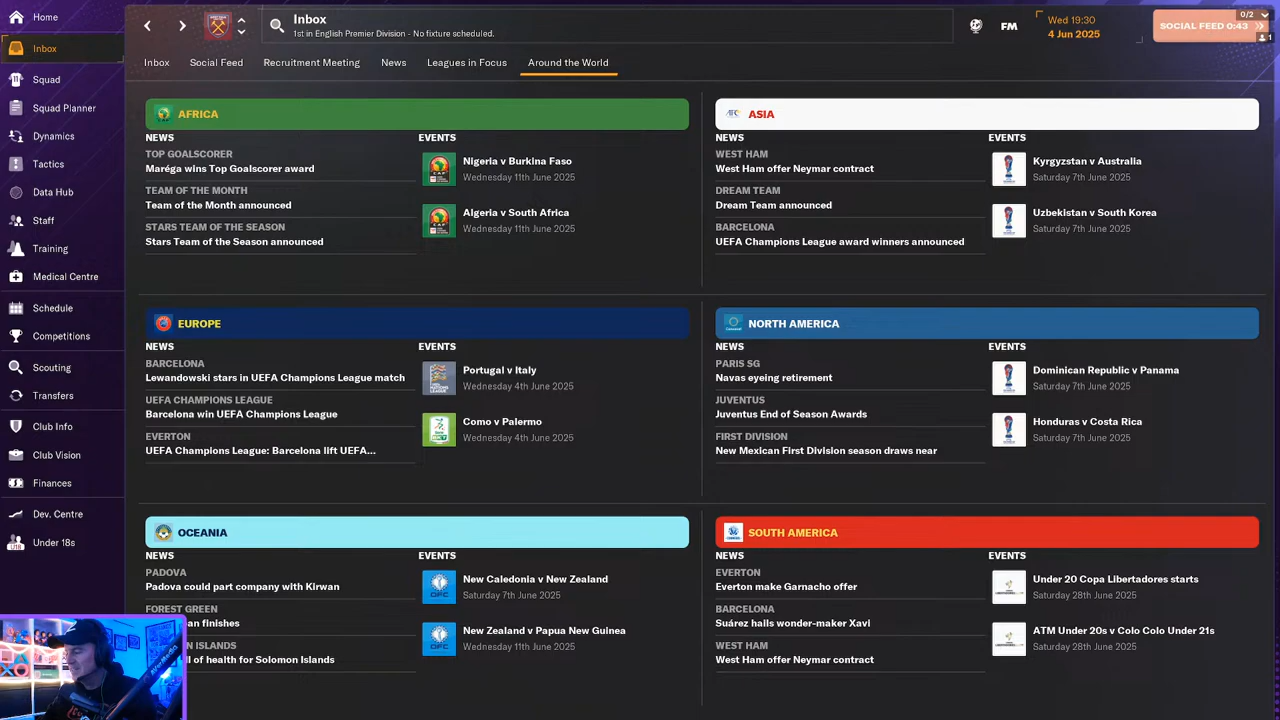 Home
Inbox
Squad
Squad Planner
Dynamics
Tactics
Data Hub
Staff
Training
Medical Centre
Schedule
Competitions
Scouting
Transfers
Club Info
Club Vision
Finances
Dev. Centre
Under 18s
Inbox
1st in English Premier Division - No fixture scheduled.
FM
Wed 19:30
4 Jun 2025
0/2
SOCIAL FEED 0:43
1
Inbox
Social Feed
Recruitment Meeting
News
Leagues in Focus
Around the World
AFRICA
NEWS
TOP GOALSCORER
Maréga wins Top Goalscorer award
TEAM OF THE MONTH
Team of the Month announced
STARS TEAM OF THE SEASON
Stars Team of the Season announced
EVENTS
Nigeria v Burkina Faso
Wednesday 11th June 2025
Algeria v South Africa
Wednesday 11th June 2025
ASIA
NEWS
WEST HAM
West Ham offer Neymar contract
DREAM TEAM
Dream Team announced
BARCELONA
UEFA Champions League award winners announced
EVENTS
Kyrgyzstan v Australia
Saturday 7th June 2025
Uzbekistan v South Korea
Saturday 7th June 2025
EUROPE
NEWS
BARCELONA
Lewandowski stars in UEFA Champions League match
UEFA CHAMPIONS LEAGUE
Barcelona win UEFA Champions League
EVERTON
UEFA Champions League: Barcelona lift UEFA...
EVENTS
Portugal v Italy
Wednesday 4th June 2025
Como v Palermo
Wednesday 4th June 2025
NORTH AMERICA
NEWS
PARIS SG
Navas eyeing retirement
JUVENTUS
Juventus End of Season Awards
FIRST DIVISION
New Mexican First Division season draws near
EVENTS
Dominican Republic v Panama
Saturday 7th June 2025
Honduras v Costa Rica
Saturday 7th June 2025
OCEANIA
NEWS
PADOVA
Padova could part company with Kirwan
FOREST GREEN
an finishes
N ISLANDS
ll of health for Solomon Islands
EVENTS
New Caledonia v New Zealand
Saturday 7th June 2025
New Zealand v Papua New Guinea
Wednesday 11th June 2025
SOUTH AMERICA
NEWS
EVERTON
Everton make Garnacho offer
BARCELONA
Suárez hails wonder-maker Xavi
WEST HAM
West Ham offer Neymar contract
EVENTS
Under 20 Copa Libertadores starts
Saturday 28th June 2025
ATM Under 20s v Colo Colo Under 21s
Saturday 28th June 2025